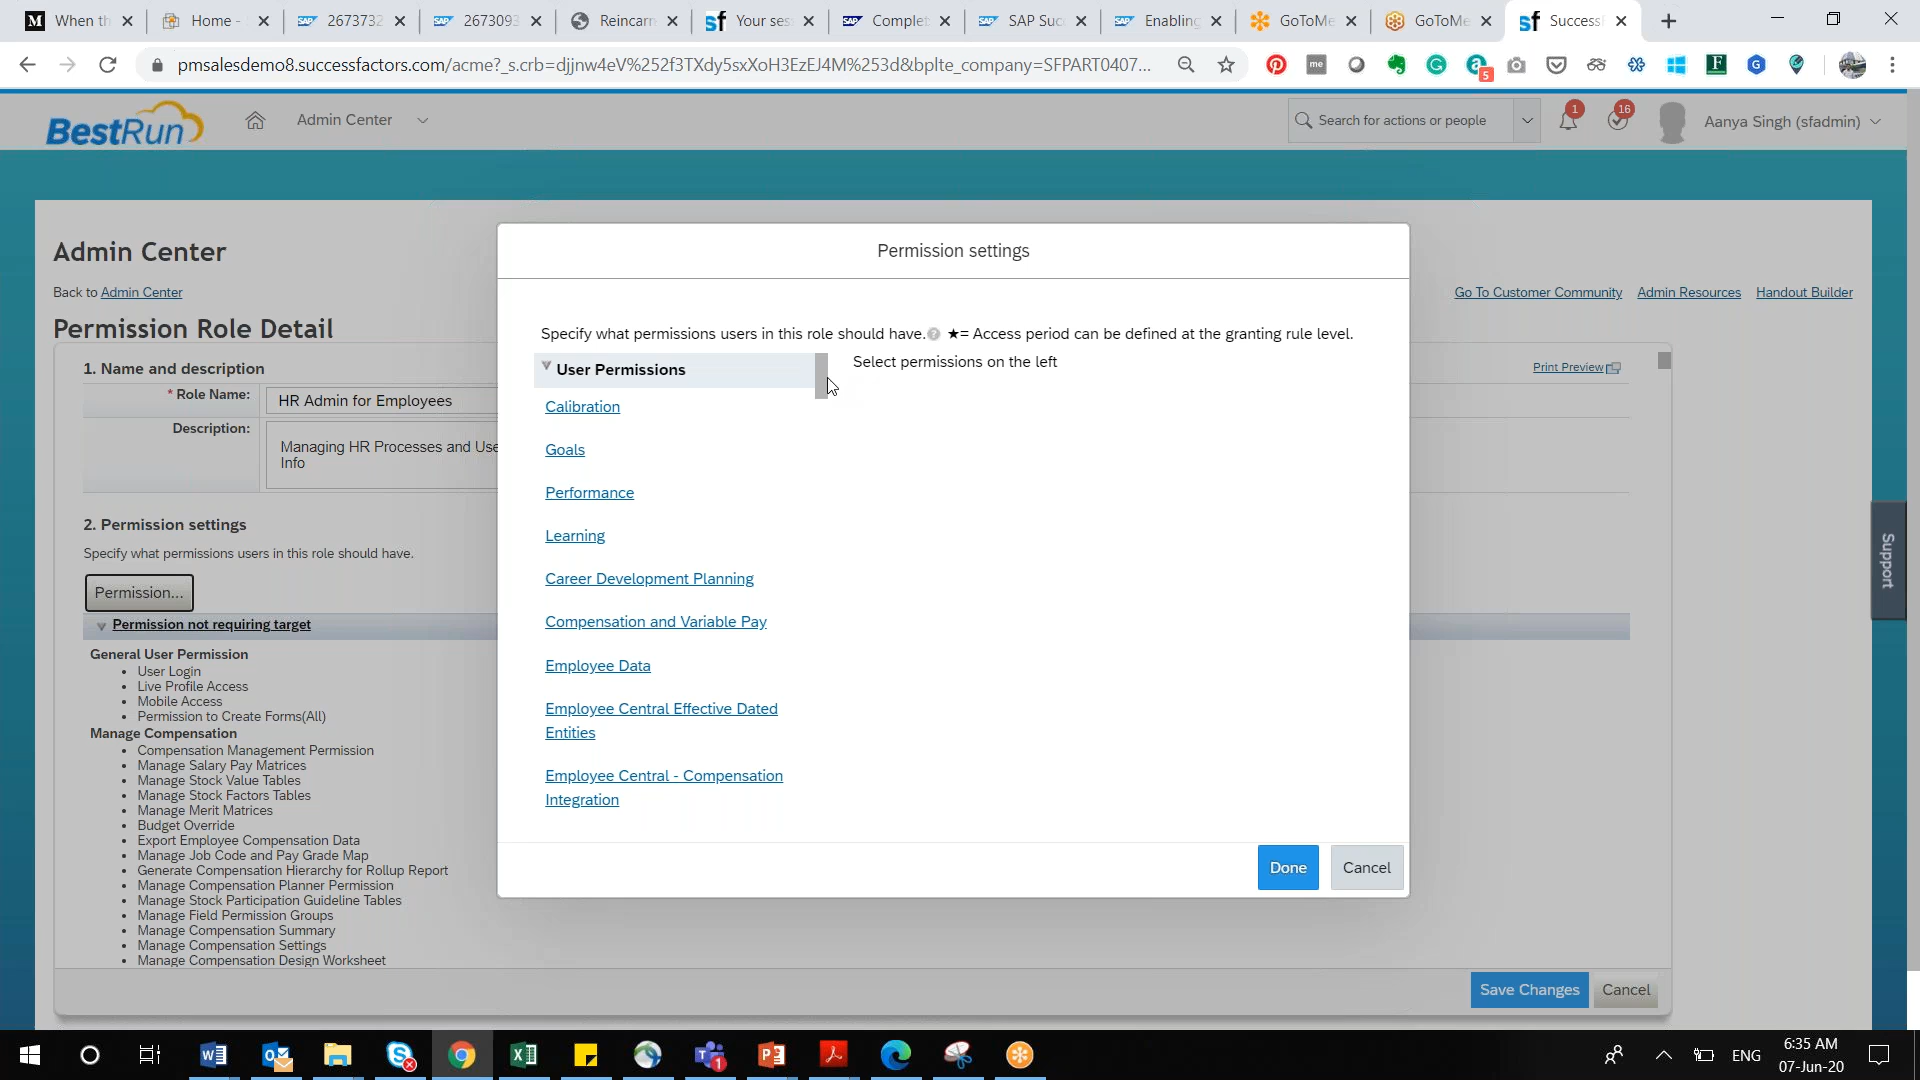 When th
Home -
2673732
2673093
Reincarn
Your ses
Complet
SAP Suc
Enabling
GoToMe
GoToMe
Success
pmsalesdemo8.successfactors.com/acme?_s.crb=djjnw4eV%252f3TXdy5sxXoH3EzEJ4M%253d&bplte_company=SFPART0407...
BestRun
Admin Center
Search for actions or people
1
16
Aanya Singh (sfadmin)
Admin Center
Back to Admin Center
Go To Customer Community Admin Resources Handout Builder
Permission Role Detail
1. Name and description
Print Preview
* Role Name: HR Admin for Employees
Description: Managing HR Processes and Use
Info
2. Permission settings
Specify what permissions users in this role should have.
Permission...
Permission not requiring target
General User Permission
• User Login
• Live Profile Access
• Mobile Access
• Permission to Create Forms(All)
Manage Compensation
• Compensation Management Permission
• Manage Salary Pay Matrices
• Manage Stock Value Tables
• Manage Stock Factors Tables
• Manage Merit Matrices
• Budget Override
• Export Employee Compensation Data
• Manage Job Code and Pay Grade Map
• Generate Compensation Hierarchy for Rollup Report
• Manage Compensation Planner Permission
• Manage Stock Participation Guideline Tables
• Manage Field Permission Groups
• Manage Compensation Summary
• Manage Compensation Settings
• Manage Compensation Design Worksheet
Save Changes
Cancel
Support
Permission settings
Specify what permissions users in this role should have. ★= Access period can be defined at the granting rule level.
User Permissions
Select permissions on the left
Calibration
Goals
Performance
Learning
Career Development Planning
Compensation and Variable Pay
Employee Data
Employee Central Effective Dated
Entities
Employee Central - Compensation
Integration
Done
Cancel
ENG
6:35 AM
07-Jun-20